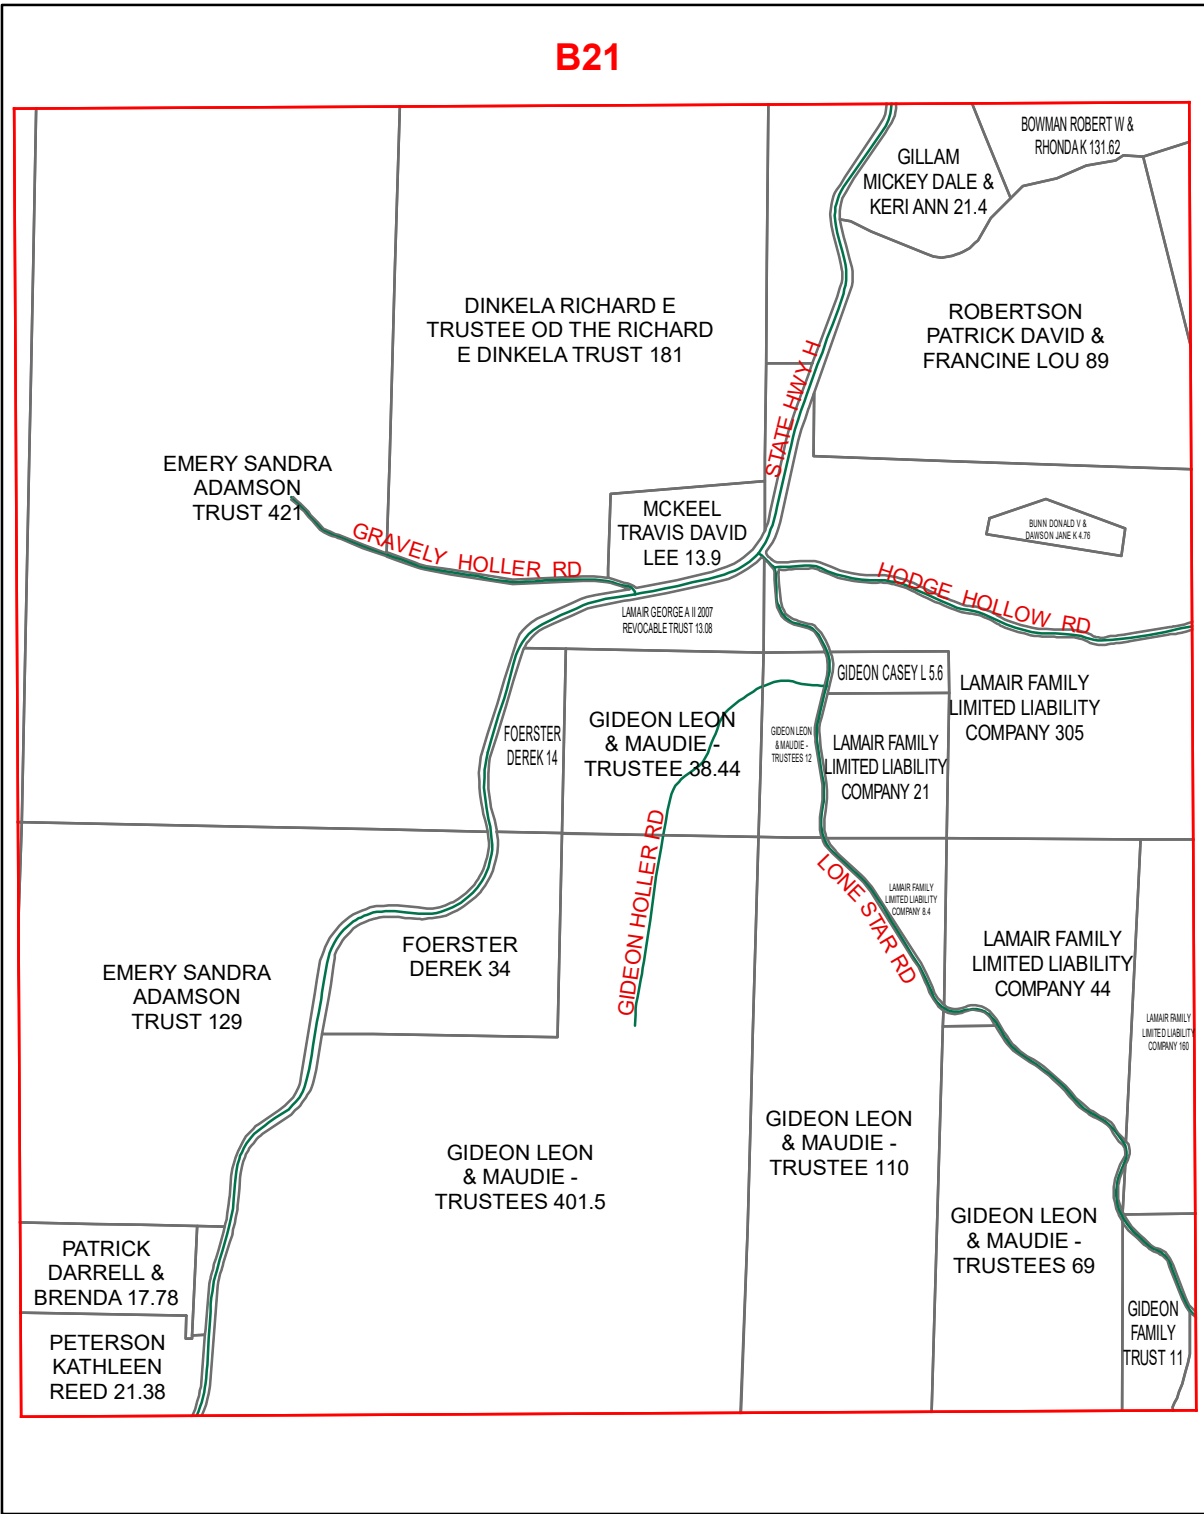 B21
BOWMAN ROBERT W &
RHONDA K 131.62
GILLAM
MICKEY DALE &
KERI ANN 21.4
DINKELA RICHARD E
TRUSTEE OD THE RICHARD
E DINKELA TRUST 181
ROBERTSON
PATRICK DAVID &
FRANCINE LOU 89
STATE HWY H
EMERY SANDRA
ADAMSON
TRUST 421
MCKEEL
TRAVIS DAVID
LEE 13.9
BUNN DONALD V &
DAWSON JANE K 4.76
GRAVELY HOLLER RD
HODGE HOLLOW RD
LAMAIR GEORGE A II 2007
REVOCABLE TRUST 13.08
GIDEON CASEY L 5.6
LAMAIR FAMILY
LIMITED LIABILITY
COMPANY 305
FOERSTER
DEREK 14
GIDEON LEON
& MAUDIE -
TRUSTEE 38.44
GIDEON LEON
& MAUDIE -
TRUSTEES 12
LAMAIR FAMILY
LIMITED LIABILITY
COMPANY 21
GIDEON HOLLER RD
LONE STAR RD
LAMAIR FAMILY
LIMITED LIABILITY
COMPANY 8.4
FOERSTER
DEREK 34
LAMAIR FAMILY
LIMITED LIABILITY
COMPANY 44
EMERY SANDRA
ADAMSON
TRUST 129
LAMAIR FAMILY
LIMITED LIABILITY
COMPANY 160
GIDEON LEON
& MAUDIE -
TRUSTEE 110
GIDEON LEON
& MAUDIE -
TRUSTEES 401.5
GIDEON LEON
& MAUDIE -
TRUSTEES 69
PATRICK
DARRELL &
BRENDA 17.78
GIDEON
FAMILY
TRUST 11
PETERSON
KATHLEEN
REED 21.38